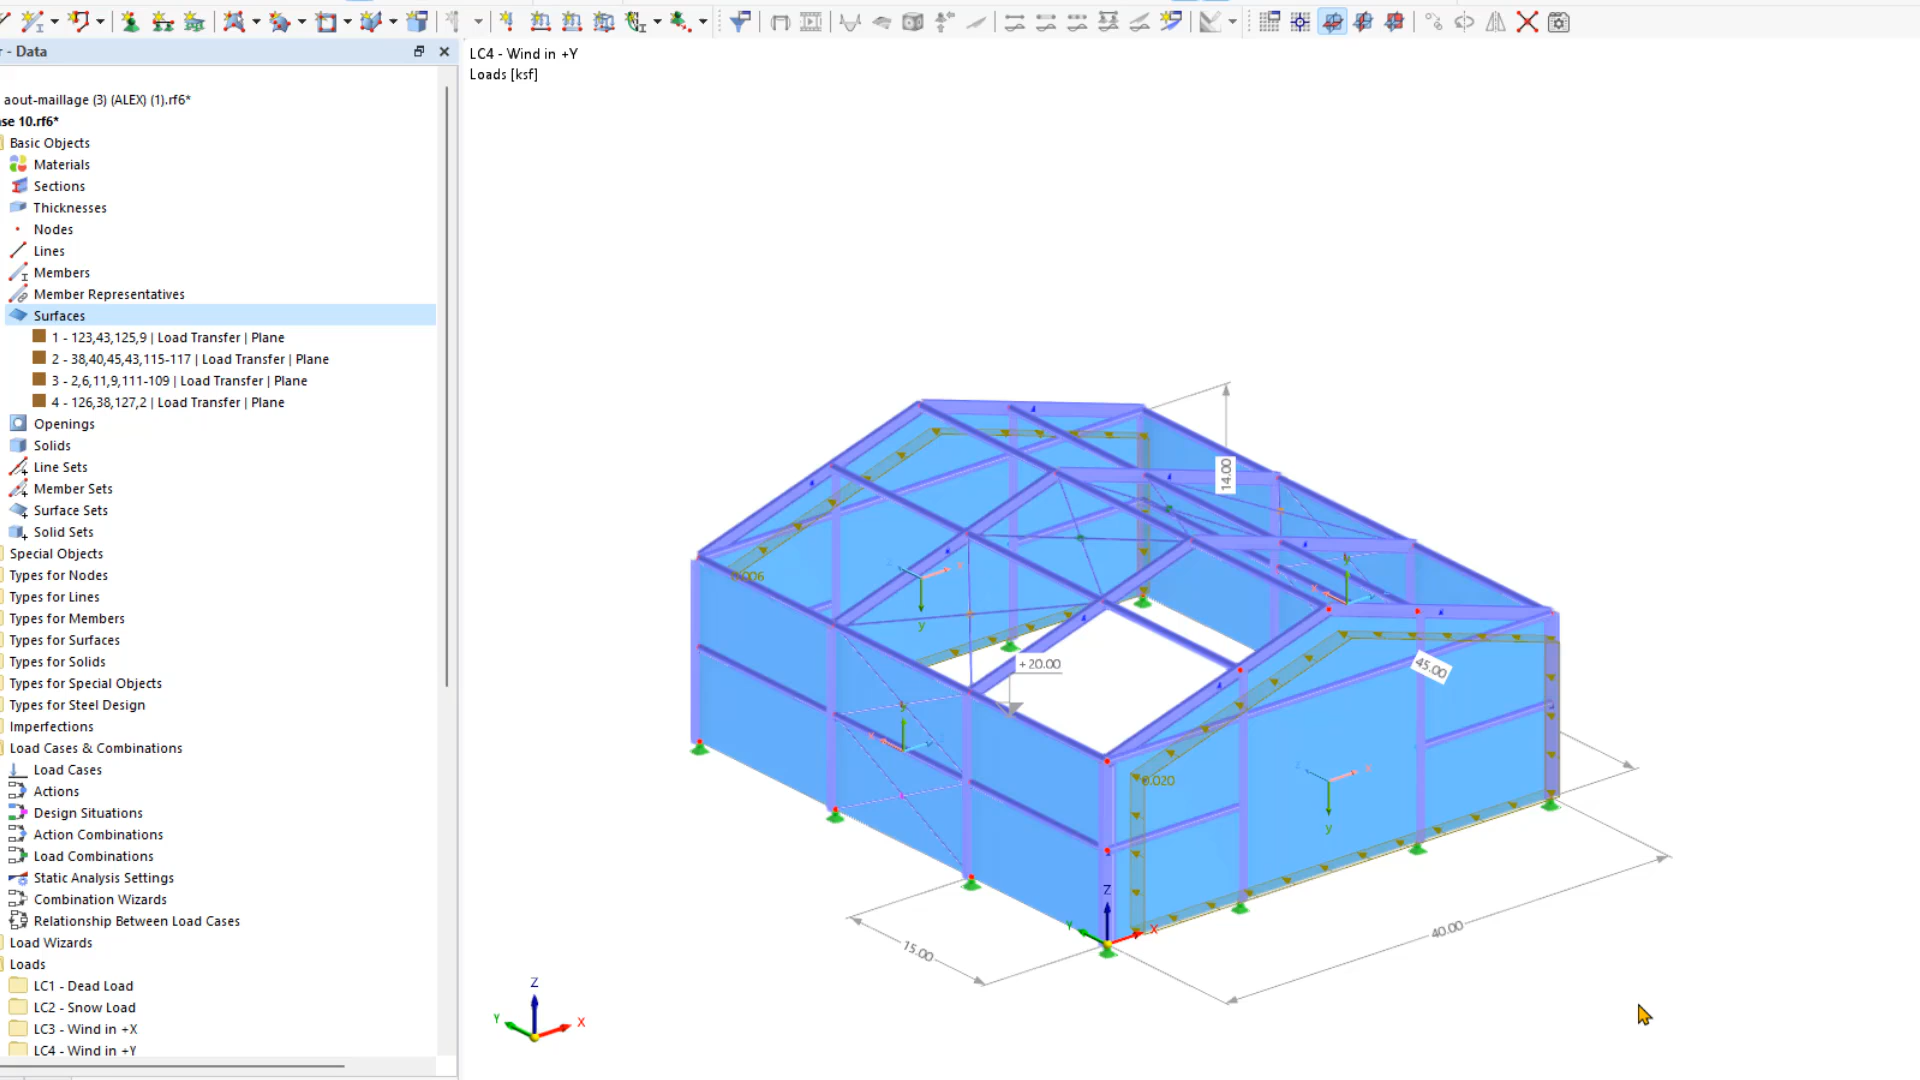 r - Data
aout-maillage (3) (ALEX) (1).rf6*
se 10.rf6*
Basic Objects
Materials
Sections
Thicknesses
Nodes
Lines
Members
Member Representatives
Surfaces
1 - 123,43,125,9 | Load Transfer | Plane
2 - 38,40,45,43,115-117 | Load Transfer | Plane
3 - 2,6,11,9,111-109 | Load Transfer | Plane
4 - 126,38,127,2 | Load Transfer | Plane
Openings
Solids
Line Sets
Member Sets
Surface Sets
Solid Sets
Special Objects
Types for Nodes
Types for Lines
Types for Members
Types for Surfaces
Types for Solids
Types for Special Objects
Types for Steel Design
Imperfections
Load Cases & Combinations
Load Cases
Actions
Design Situations
Action Combinations
Load Combinations
Static Analysis Settings
Combination Wizards
Relationship Between Load Cases
Load Wizards
Loads
LC1 - Dead Load
LC2 - Snow Load
LC3 - Wind in +X
LC4 - Wind in +Y
LC4 - Wind in +Y
Loads [ksf]
14.00
0.006
+20.00
45.00
0.020
y
y
y
Z
Y
X
15.00
40.00
Z
Y
X